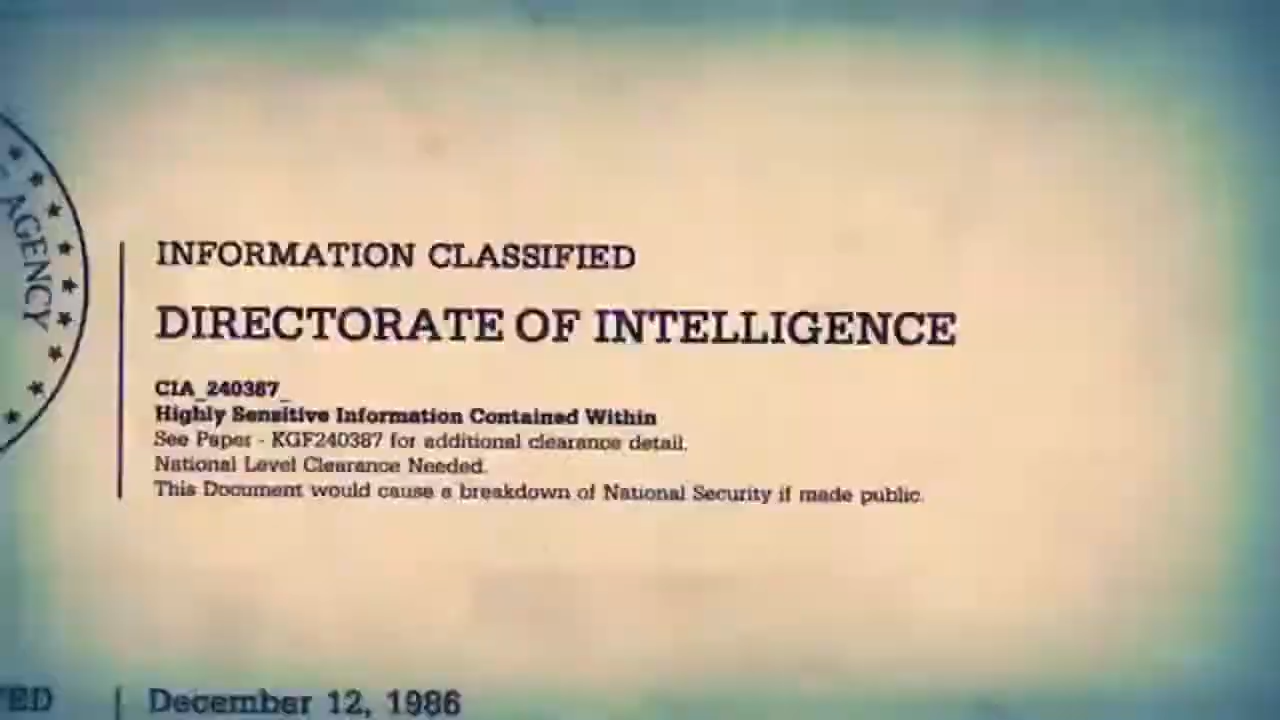 AGENCY
INFORMATION CLASSIFIED
DIRECTORATE OF INTELLIGENCE
CIA_240387_
Highly Sensitive Information Contained Within
See Paper - KGF240387 for additional clearance detail.
National Level Clearance Needed.
This Document would cause a breakdown of National Security if made public.
TED | December 12, 1986